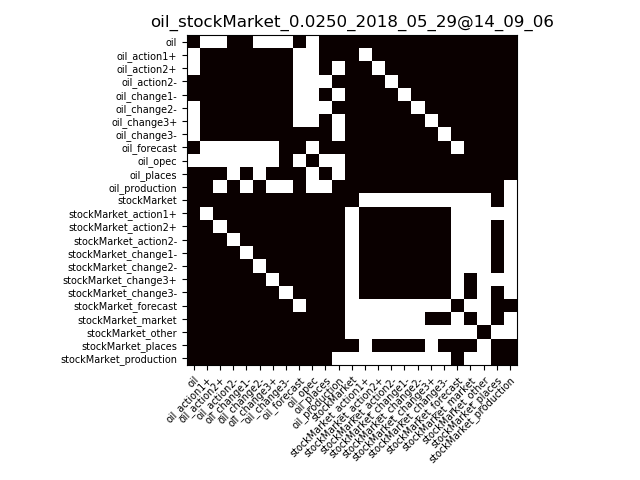 oil_stockMarket_0.0250_2018_05_29@14_09_06
oil
oil_action1+
oil_action2+
oil_action2-
oil_change1-
oil_change2-
oil_change3+
oil_change3-
oil_forecast
oil_opec
oil_places
oil_production
stockMarket
stockMarket_action1+
stockMarket_action2+
stockMarket_action2-
stockMarket_change1-
stockMarket_change2-
stockMarket_change3+
stockMarket_change3-
stockMarket_forecast
stockMarket_market
stockMarket_other
stockMarket_places
stockMarket_production
oil
oil_action1+
oil_action2+
oil_action2-
oil_change1-
oil_change2-
oil_change3+
oil_change3-
oil_forecast
oil_opec
oil_places
oil_production
stockMarket
stockMarket_action1+
stockMarket_action2+
stockMarket_action2-
stockMarket_change1-
stockMarket_change2-
stockMarket_change3+
stockMarket_change3-
stockMarket_forecast
stockMarket_market
stockMarket_other
stockMarket_places
stockMarket_production